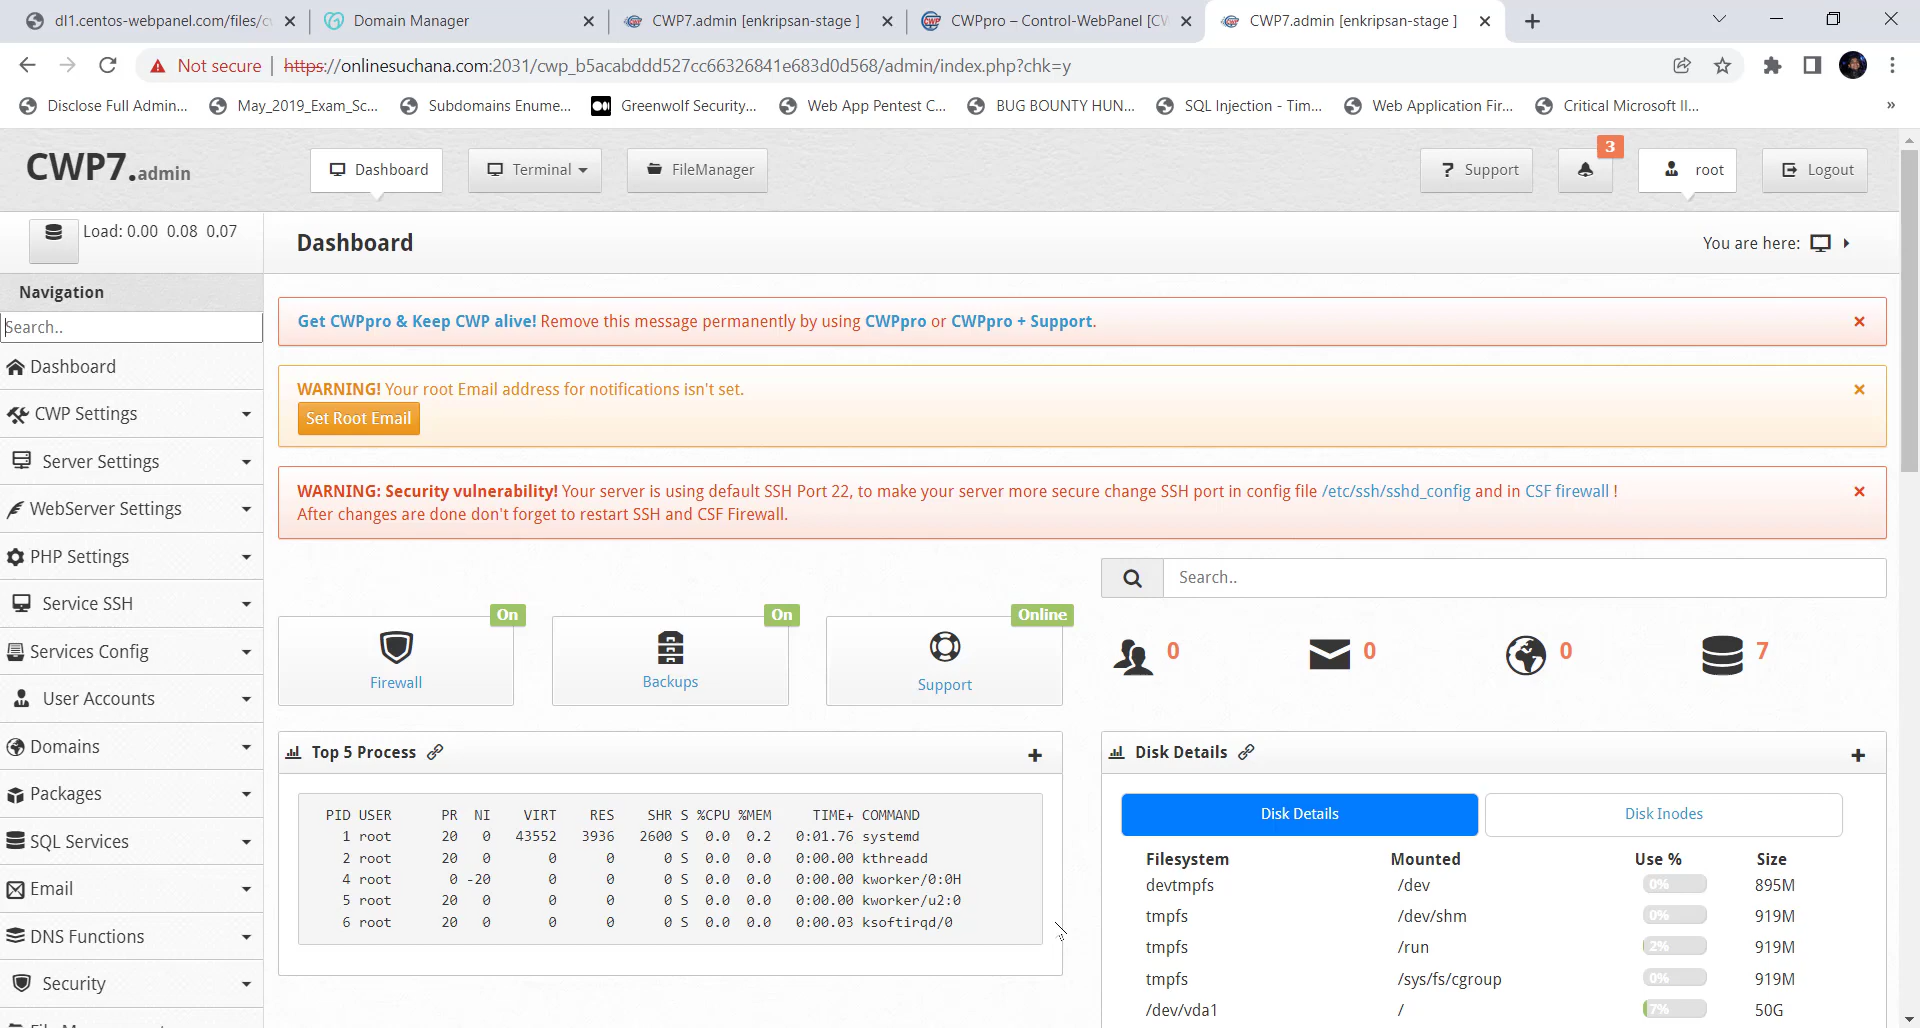 dl1.centos-webpanel.com/files/c
Domain Manager
CWP7.admin [enkripsan-stage ]
CWPpro – Control-WebPanel [CW
CWP7.admin [enkripsan-stage ]
Not secure
https://onlinesuchana.com:2031/cwp_b5acabddd527cc66326841e683d0d568/admin/index.php?chk=y
Disclose Full Admin...
May_2019_Exam_Sc...
Subdomains Enume...
Greenwolf Security...
Web App Pentest C...
BUG BOUNTY HUN...
SQL Injection - Tim...
Web Application Fir...
Critical Microsoft II...
»
CWP7.admin
Dashboard
Terminal
FileManager
? Support
3
root
Logout
Load: 0.00 0.08 0.07
Dashboard
You are here:
Navigation
Search..
Dashboard
CWP Settings
Server Settings
WebServer Settings
PHP Settings
Service SSH
Services Config
User Accounts
Domains
Packages
SQL Services
Email
DNS Functions
Security
Get CWPpro & Keep CWP alive! Remove this message permanently by using CWPpro or CWPpro + Support.
WARNING! Your root Email address for notifications isn't set.
Set Root Email
WARNING: Security vulnerability! Your server is using default SSH Port 22, to make your server more secure change SSH port in config file /etc/ssh/sshd_config and in CSF firewall !
After changes are done don't forget to restart SSH and CSF Firewall.
Search..
On
Firewall
On
Backups
Online
Support
0
0
0
7
Top 5 Process
PID USER PR NI VIRT RES SHR S %CPU %MEM TIME+ COMMAND
1 root 20 0 43552 3936 2600 S 0.0 0.2 0:01.76 systemd
2 root 20 0 0 0 0 S 0.0 0.0 0:00.00 kthreadd
4 root 0 -20 0 0 0 S 0.0 0.0 0:00.00 kworker/0:0H
5 root 20 0 0 0 0 S 0.0 0.0 0:00.00 kworker/u2:0
6 root 20 0 0 0 0 S 0.0 0.0 0:00.03 ksoftirqd/0
Disk Details
Disk Details
Disk Inodes
Filesystem Mounted Use % Size
devtmpfs /dev 0% 895M
tmpfs /dev/shm 0% 919M
tmpfs /run 2% 919M
tmpfs /sys/fs/cgroup 0% 919M
/dev/vda1 / 7% 50G